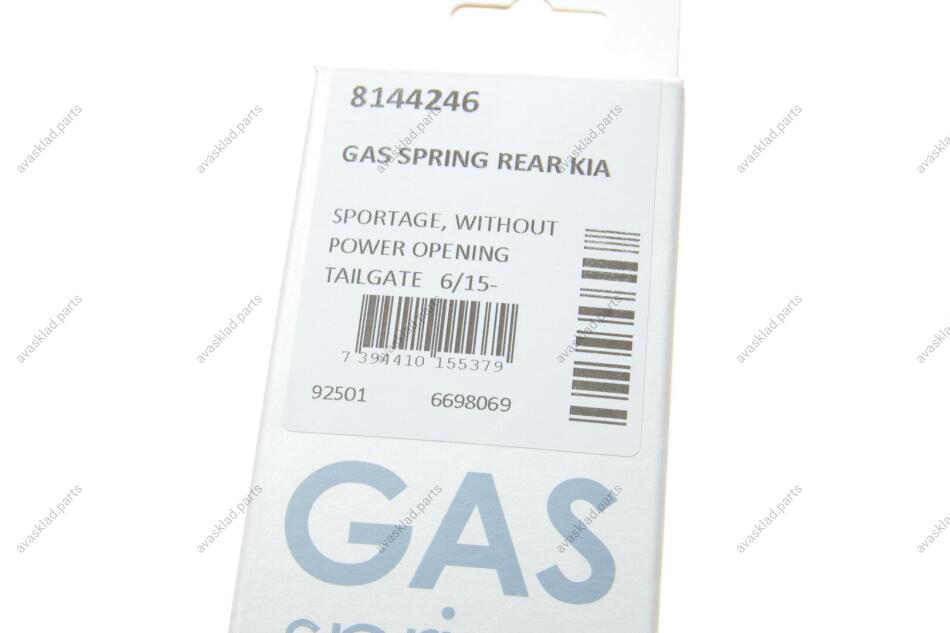 8144246
GAS SPRING REAR KIA
SPORTAGE, WITHOUT
POWER OPENING
TAILGATE 6/15-
7 394410 155379
92501 6698069
GAS
spri
avasklad.parts